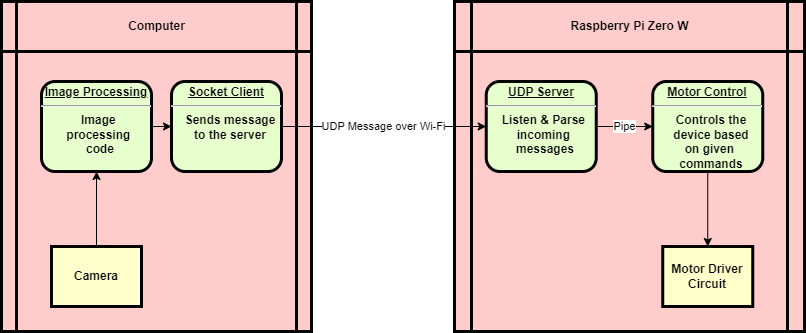 Computer
Raspberry Pi Zero W
Image Processing
Image
processing
code
Socket Client
Sends message
to the server
UDP Message over Wi-Fi
UDP Server
Listen & Parse
incoming
messages
Pipe
Motor Control
Controls the
device based
on given
commands
Camera
Motor Driver
Circuit